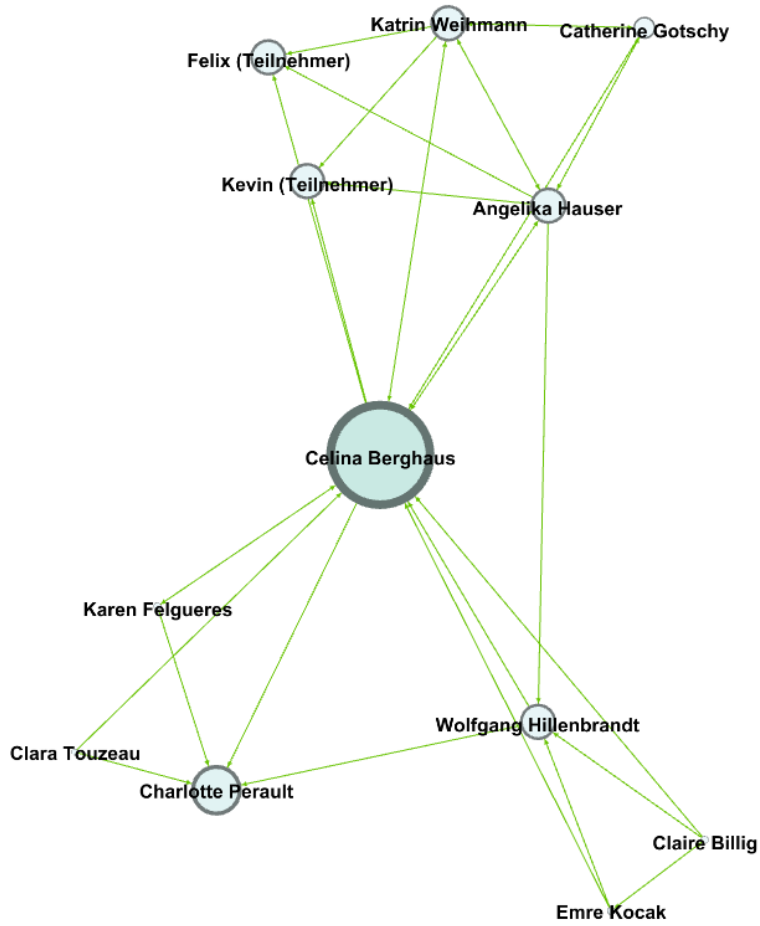 Katrin Weihmann
Catherine Gotschy
Felix (Teilnehmer)
Kevin (Teilnehmer)
Angelika Hauser
Celina Berghaus
Karen Felgueres
Wolfgang Hillenbrandt
Clara Touzeau
Charlotte Perault
Claire Billig
Emre Kocak